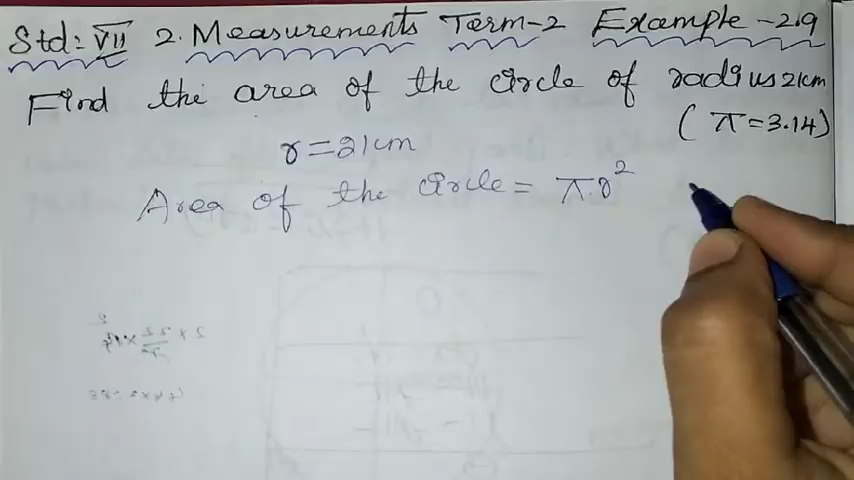 Std: VII 2. Measurements Term-2 Example-2.9
Find the area of the circle of radius 21cm
(π=3.14)
r=21cm
Area of the circle = πr²